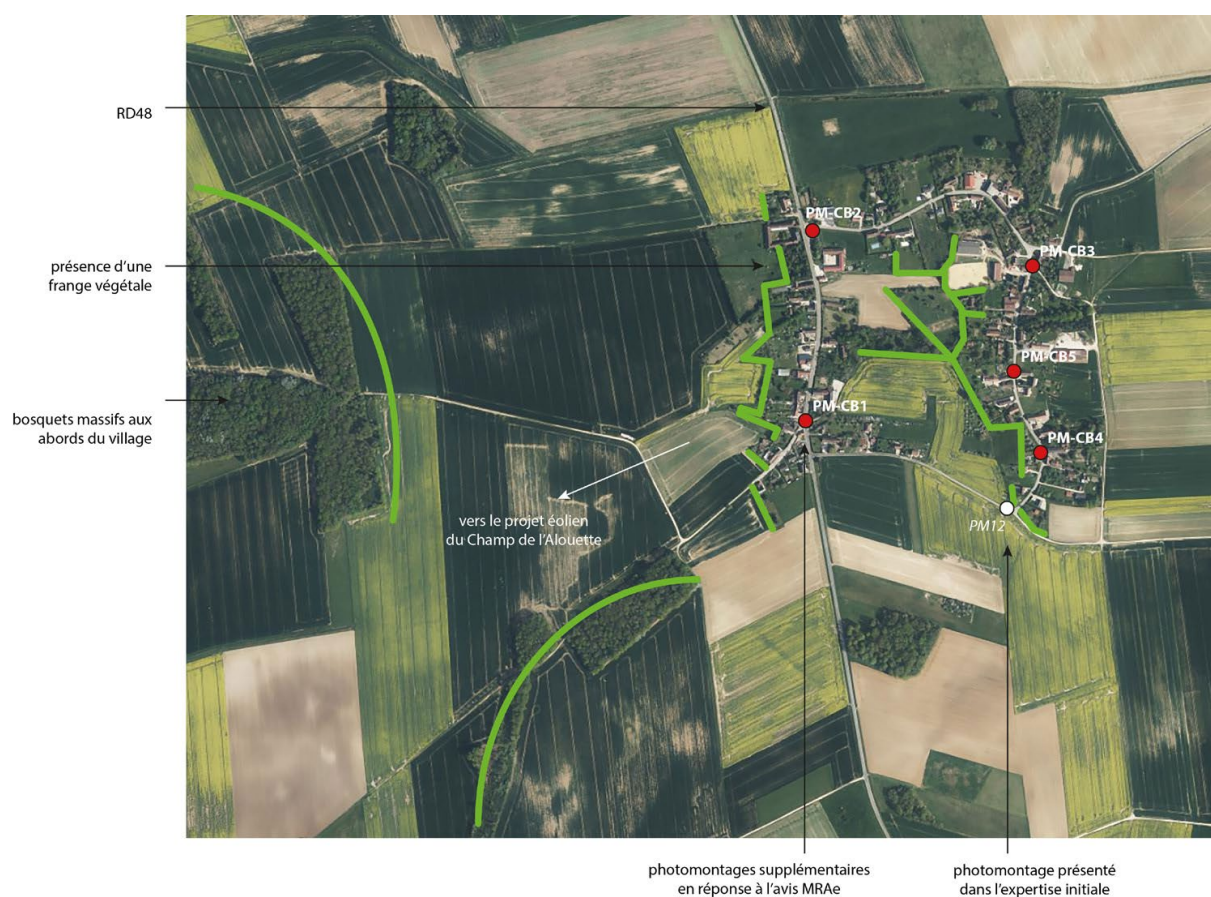 RD48
PM-CB2
présence d'une
frange végétale
PM-CB3
PM-CB5
bosquets massifs aux
abords du village
PM-CB1
PM-CB4
vers le projet éolien
du Champ de l'Alouette
PM12
photomontages supplémentaires
en réponse à l'avis MRAe
photomontage présenté
dans l'expertise initiale